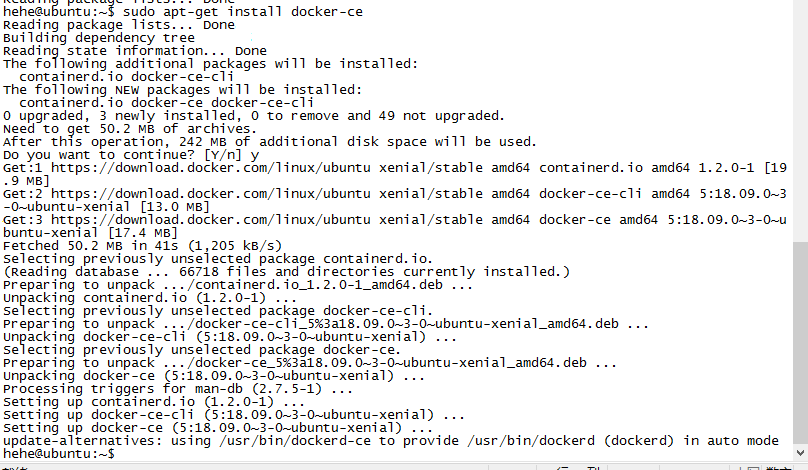 Reading package lists... Done
hehe@ubuntu:~$ sudo apt-get install docker-ce
Reading package lists... Done
Building dependency tree
Reading state information... Done
The following additional packages will be installed:
  containerd.io docker-ce-cli
The following NEW packages will be installed:
  containerd.io docker-ce docker-ce-cli
0 upgraded, 3 newly installed, 0 to remove and 49 not upgraded.
Need to get 50.2 MB of archives.
After this operation, 242 MB of additional disk space will be used.
Do you want to continue? [Y/n] y
Get:1 https://download.docker.com/linux/ubuntu xenial/stable amd64 containerd.io amd64 1.2.0-1 [19
.9 MB]
Get:2 https://download.docker.com/linux/ubuntu xenial/stable amd64 docker-ce-cli amd64 5:18.09.0~3
-0~ubuntu-xenial [13.0 MB]
Get:3 https://download.docker.com/linux/ubuntu xenial/stable amd64 docker-ce amd64 5:18.09.0~3-0~u
buntu-xenial [17.4 MB]
Fetched 50.2 MB in 41s (1,205 kB/s)
Selecting previously unselected package containerd.io.
(Reading database ... 66718 files and directories currently installed.)
Preparing to unpack .../containerd.io_1.2.0-1_amd64.deb ...
Unpacking containerd.io (1.2.0-1) ...
Selecting previously unselected package docker-ce-cli.
Preparing to unpack .../docker-ce-cli_5%3a18.09.0~3-0~ubuntu-xenial_amd64.deb ...
Unpacking docker-ce-cli (5:18.09.0~3-0~ubuntu-xenial) ...
Selecting previously unselected package docker-ce.
Preparing to unpack .../docker-ce_5%3a18.09.0~3-0~ubuntu-xenial_amd64.deb ...
Unpacking docker-ce (5:18.09.0~3-0~ubuntu-xenial) ...
Processing triggers for man-db (2.7.5-1) ...
Setting up containerd.io (1.2.0-1) ...
Setting up docker-ce-cli (5:18.09.0~3-0~ubuntu-xenial) ...
Setting up docker-ce (5:18.09.0~3-0~ubuntu-xenial) ...
update-alternatives: using /usr/bin/dockerd-ce to provide /usr/bin/dockerd (dockerd) in auto mode
hehe@ubuntu:~$